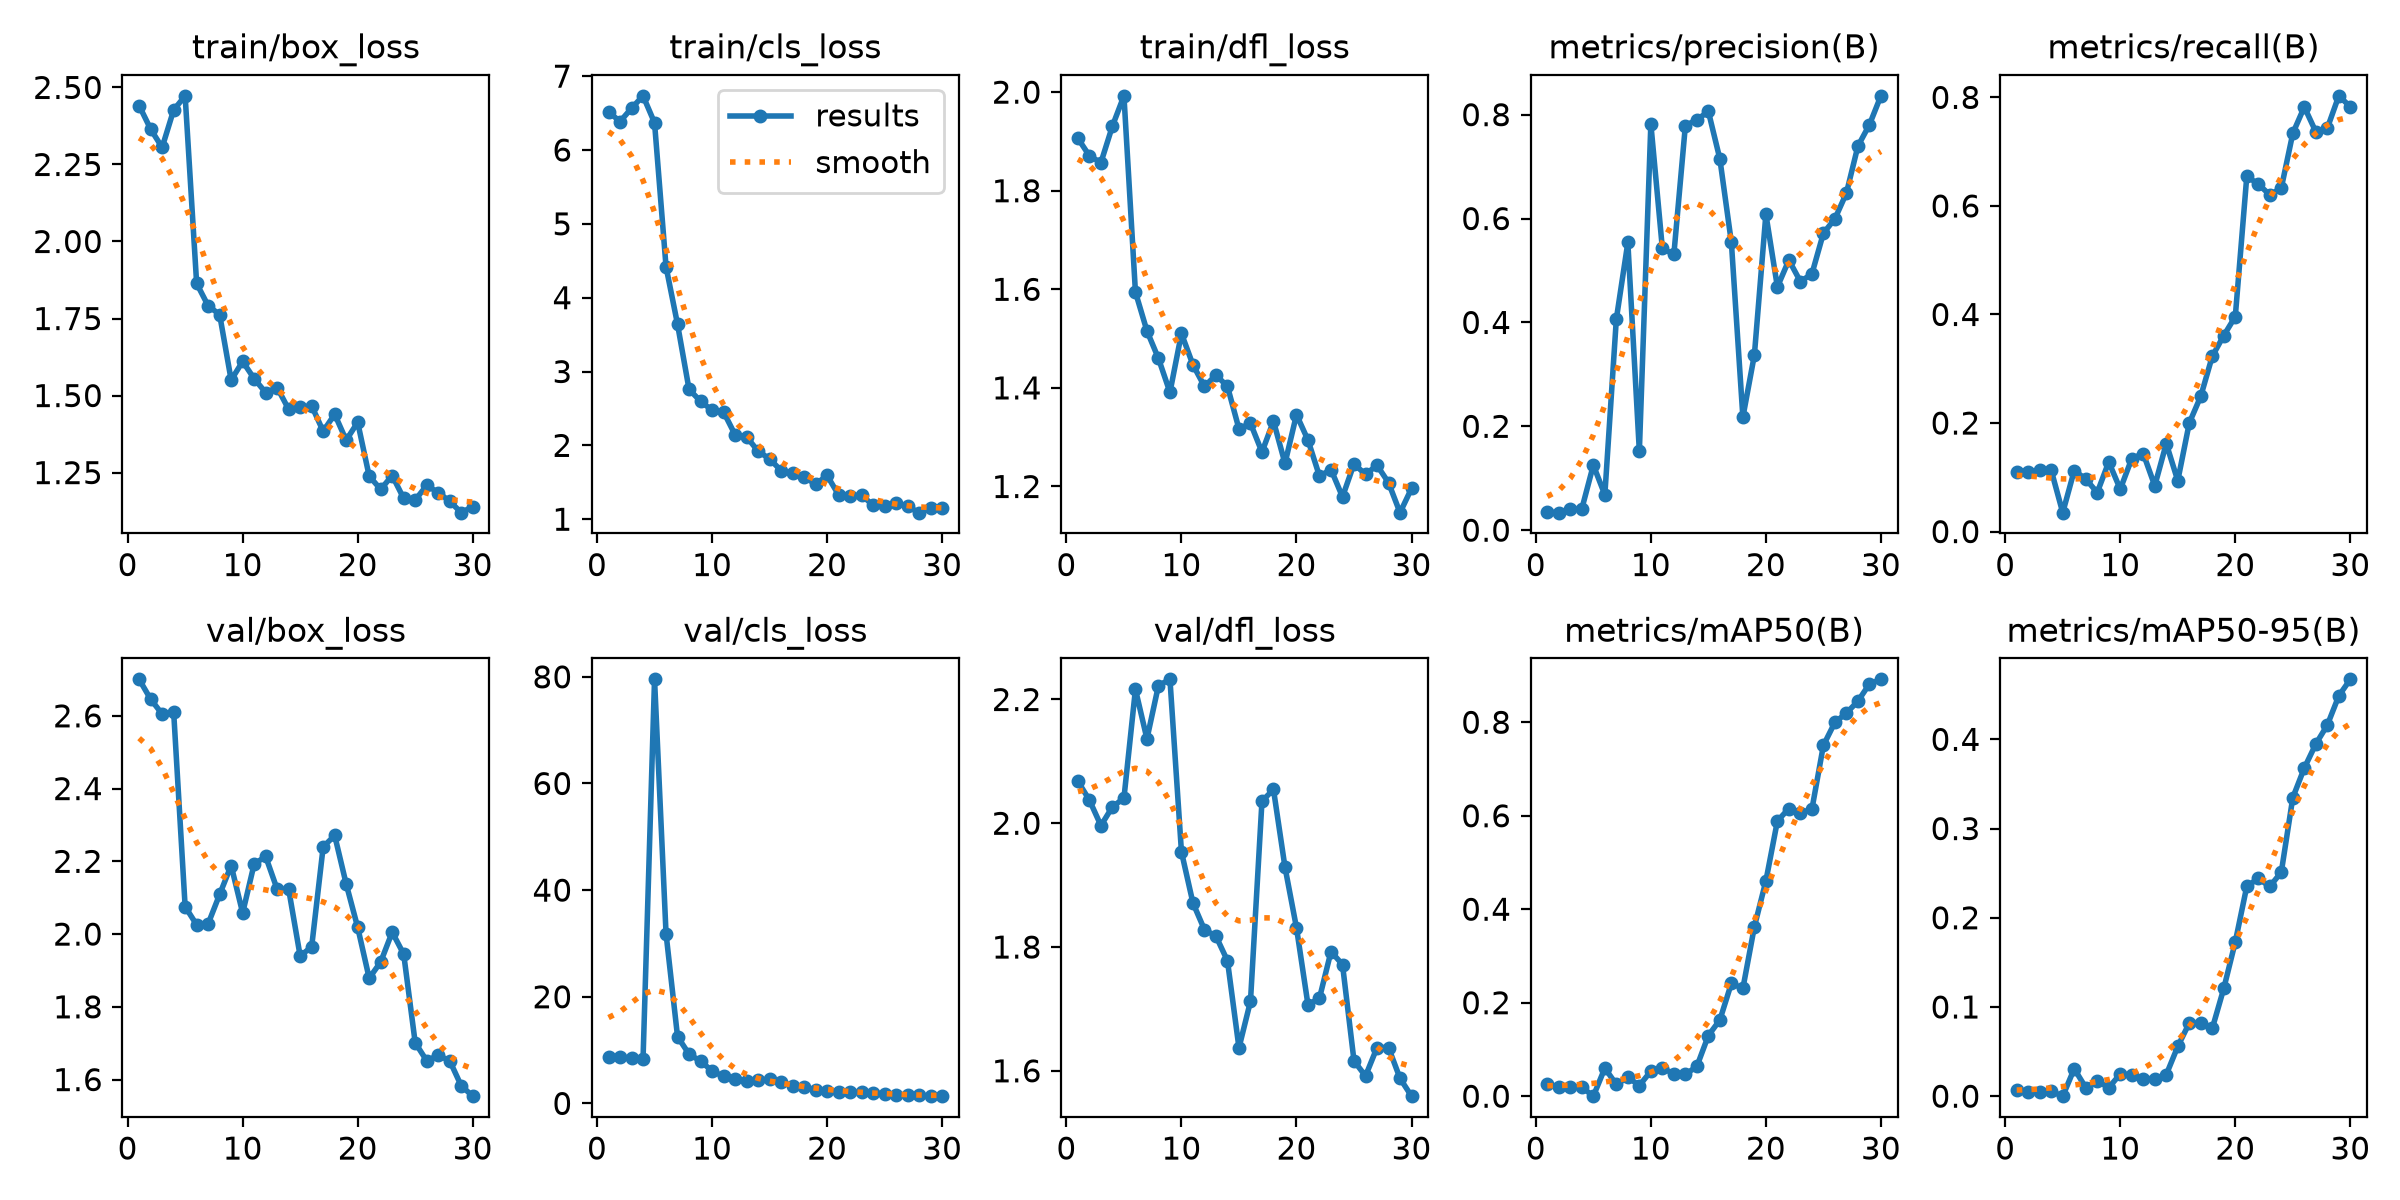 train/box_loss
2.50
2.25
2.00
1.75
1.50
1.25
0 10 20 30
train/cls_loss
7
6
5
4
3
2
1
0 10 20 30
results
smooth
train/dfl_loss
2.0
1.8
1.6
1.4
1.2
0 10 20 30
metrics/precision(B)
0.8
0.6
0.4
0.2
0.0
0 10 20 30
metrics/recall(B)
0.8
0.6
0.4
0.2
0.0
0 10 20 30
val/box_loss
2.6
2.4
2.2
2.0
1.8
1.6
0 10 20 30
val/cls_loss
80
60
40
20
0
0 10 20 30
val/dfl_loss
2.2
2.0
1.8
1.6
0 10 20 30
metrics/mAP50(B)
0.8
0.6
0.4
0.2
0.0
0 10 20 30
metrics/mAP50-95(B)
0.4
0.3
0.2
0.1
0.0
0 10 20 30